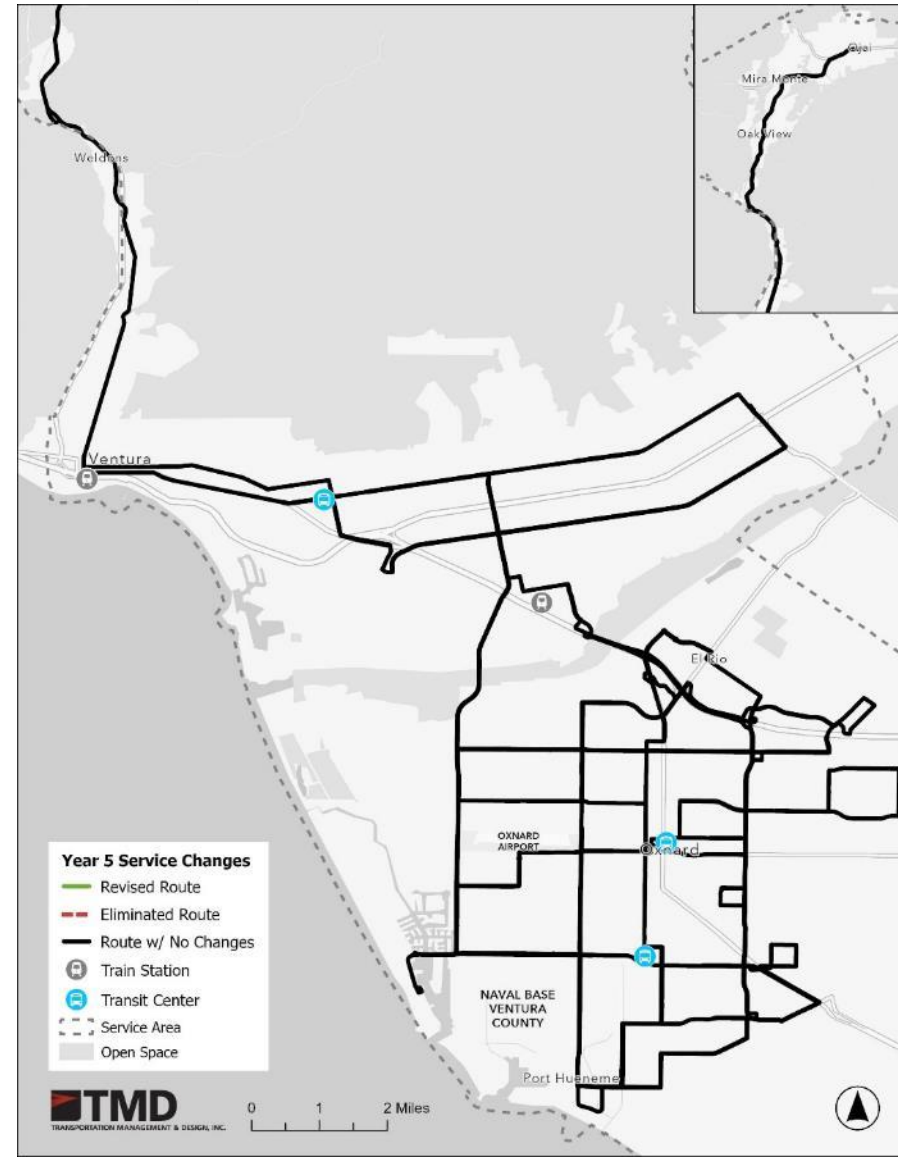 Ojai
Mira Monte
Oak View
Weldons
Ventura
El Rio
OXNARD
AIRPORT
Oxnard
NAVAL BASE
VENTURA
COUNTY
Port Hueneme
Year 5 Service Changes
Revised Route
Eliminated Route
Route w/ No Changes
Train Station
Transit Center
Service Area
Open Space
TMD
TRANSPORTATION MANAGEMENT & DESIGN, INC.
0 1 2 Miles